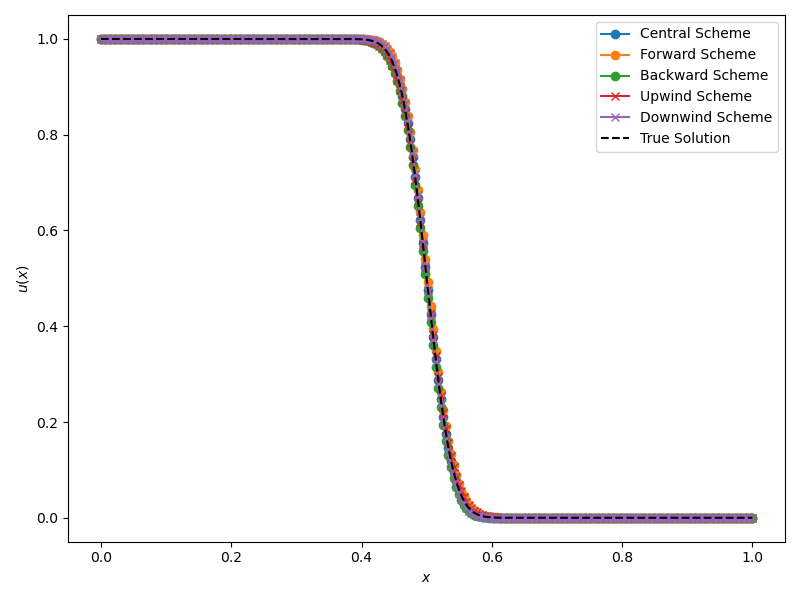 1.0
0.8
0.6
0.4
0.2
0.0
u(x)
Central Scheme
Forward Scheme
Backward Scheme
Upwind Scheme
Downwind Scheme
True Solution
0.0 0.2 0.4 0.6 0.8 1.0
x